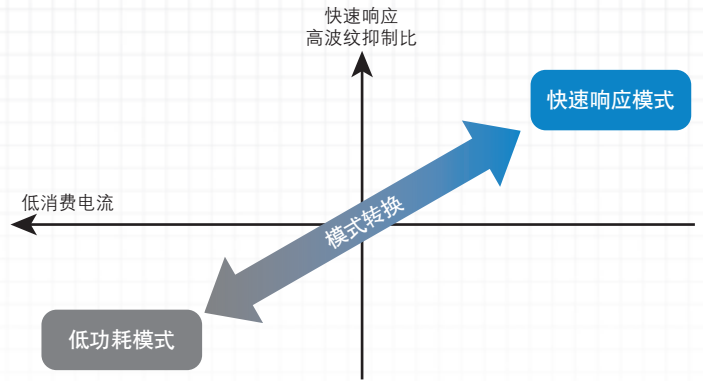 快速响应
高波纹抑制比
快速响应模式
低消费电流
模式转换
低功耗模式